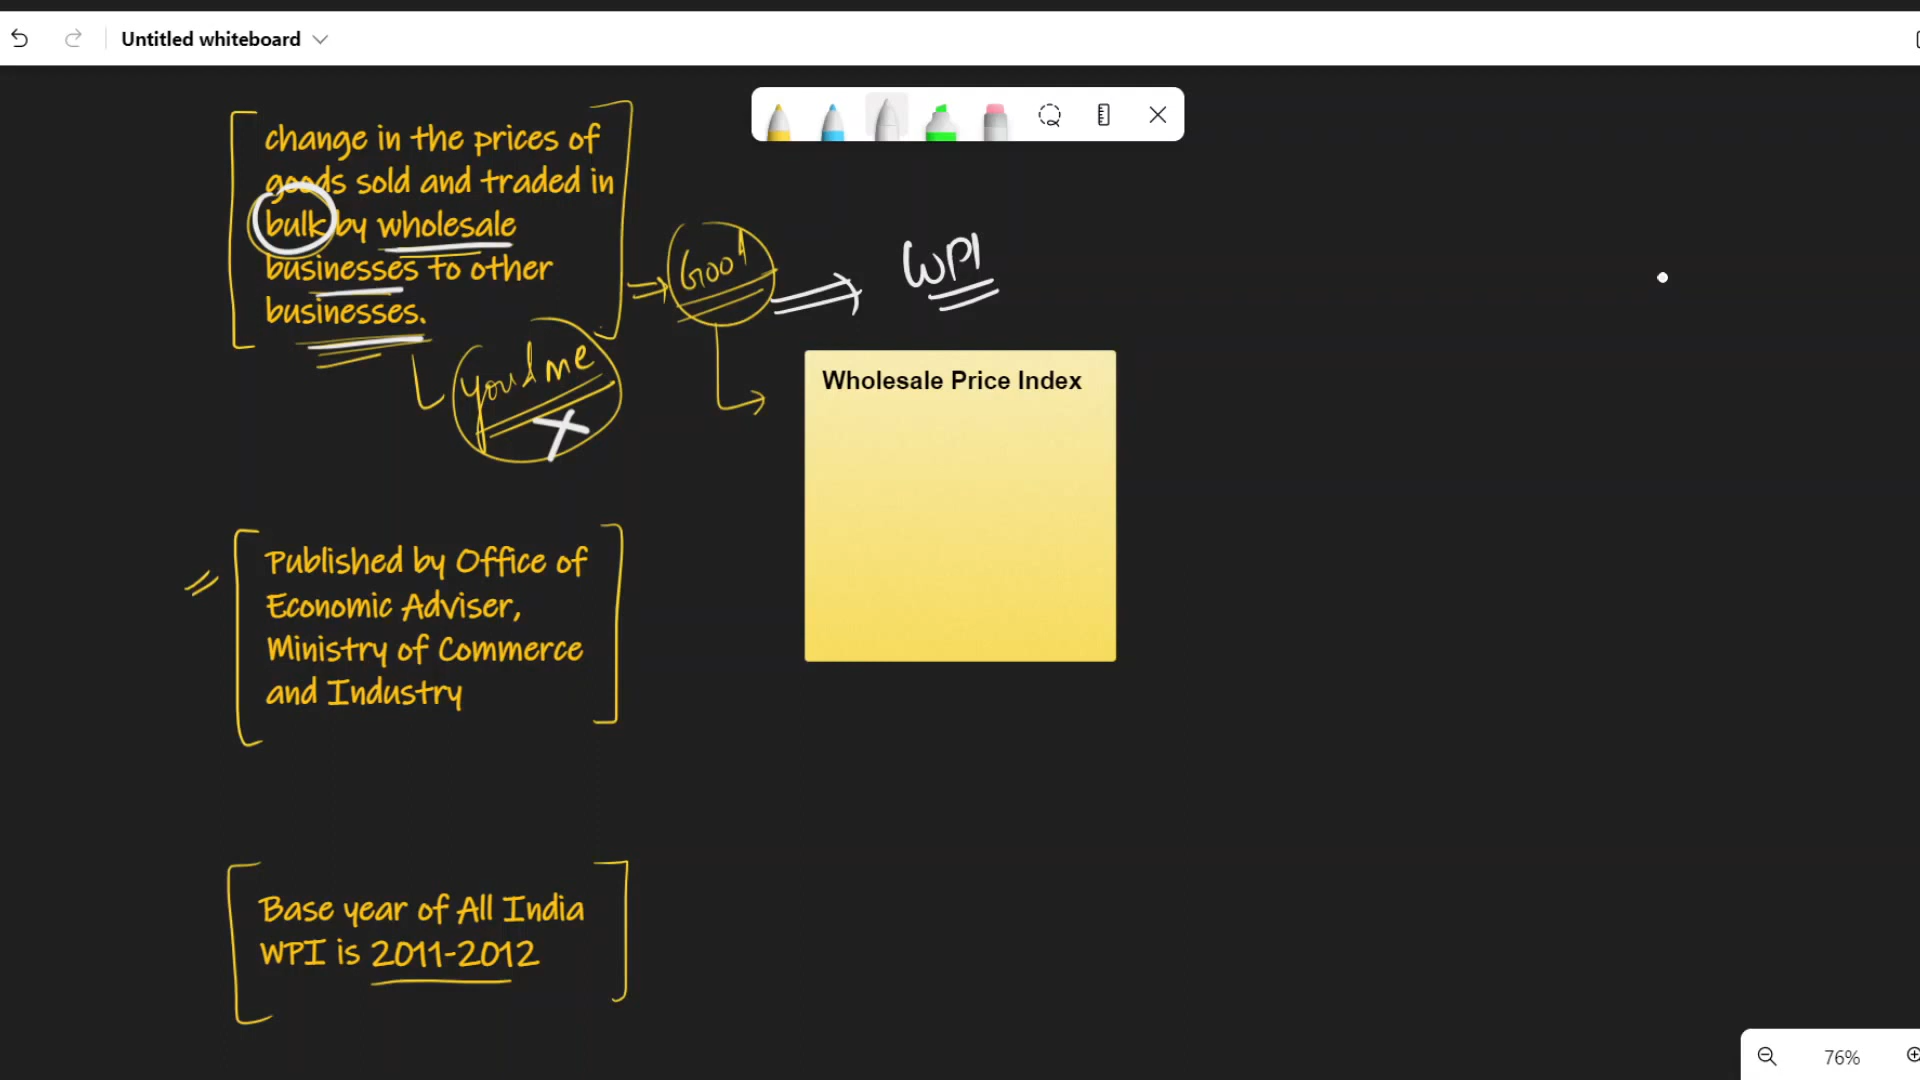 Untitled whiteboard
change in the prices of
goods sold and traded in
bulk by wholesale
businesses to other
businesses.
Good
WPI
you & me
X
Wholesale Price Index
Published by Office of
Economic Adviser,
Ministry of Commerce
and Industry
Base year of All India
WPI is 2011-2012
76%